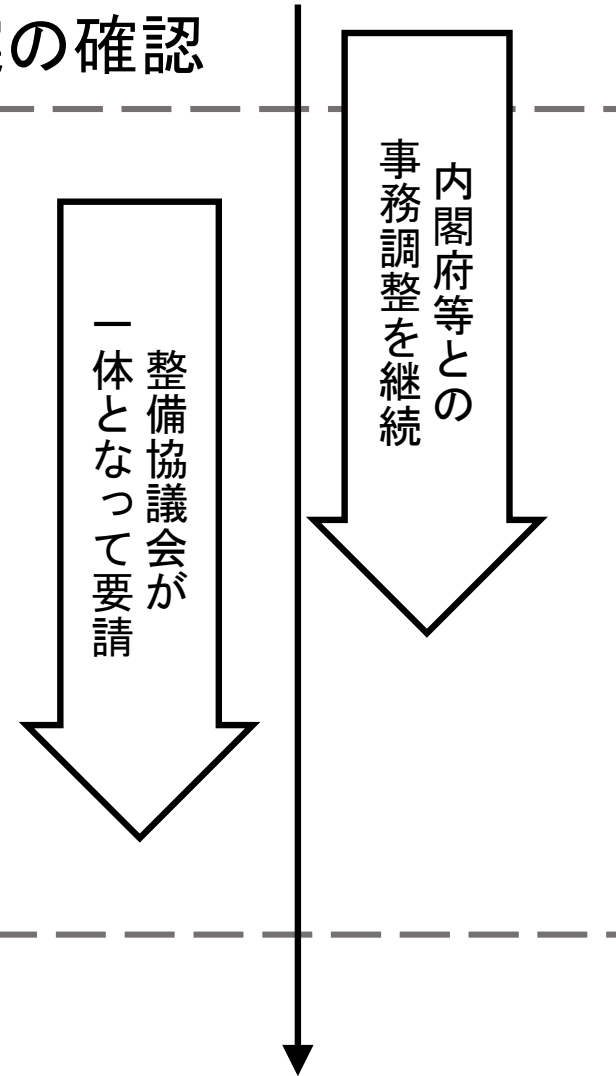 の確認
内閣府等との
事務調整を継続
整備協議会が
一体となって要請